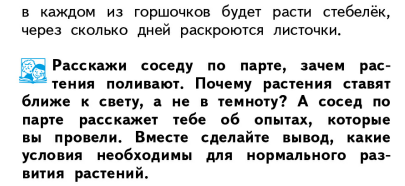 в каждом из горшочков будет расти стебелёк,
через сколько дней раскроются листочки.
Расскажи соседу по парте, зачем рас-
тения поливают. Почему растения ставят
ближе к свету, а не в темноту? А сосед по
парте расскажет тебе об опытах, которые
вы провели. Вместе сделайте вывод, какие
условия необходимы для нормального раз-
вития растений.